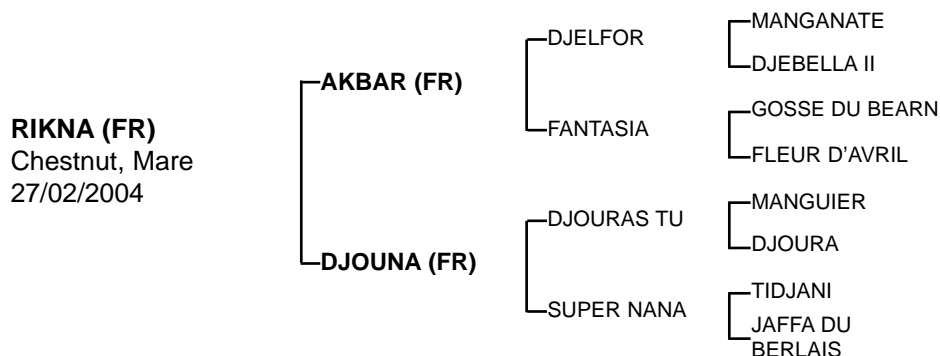 RIKNA (FR)
Chestnut, Mare
27/02/2004
AKBAR (FR)
DJOUNA (FR)
DJELFOR
FANTASIA
DJOURAS TU
SUPER NANA
MANGANATE
DJEBELLA II
GOSSE DU BEARN
FLEUR D'AVRIL
MANGUIER
DJOURA
TIDJANI
JAFFA DU
BERLAIS